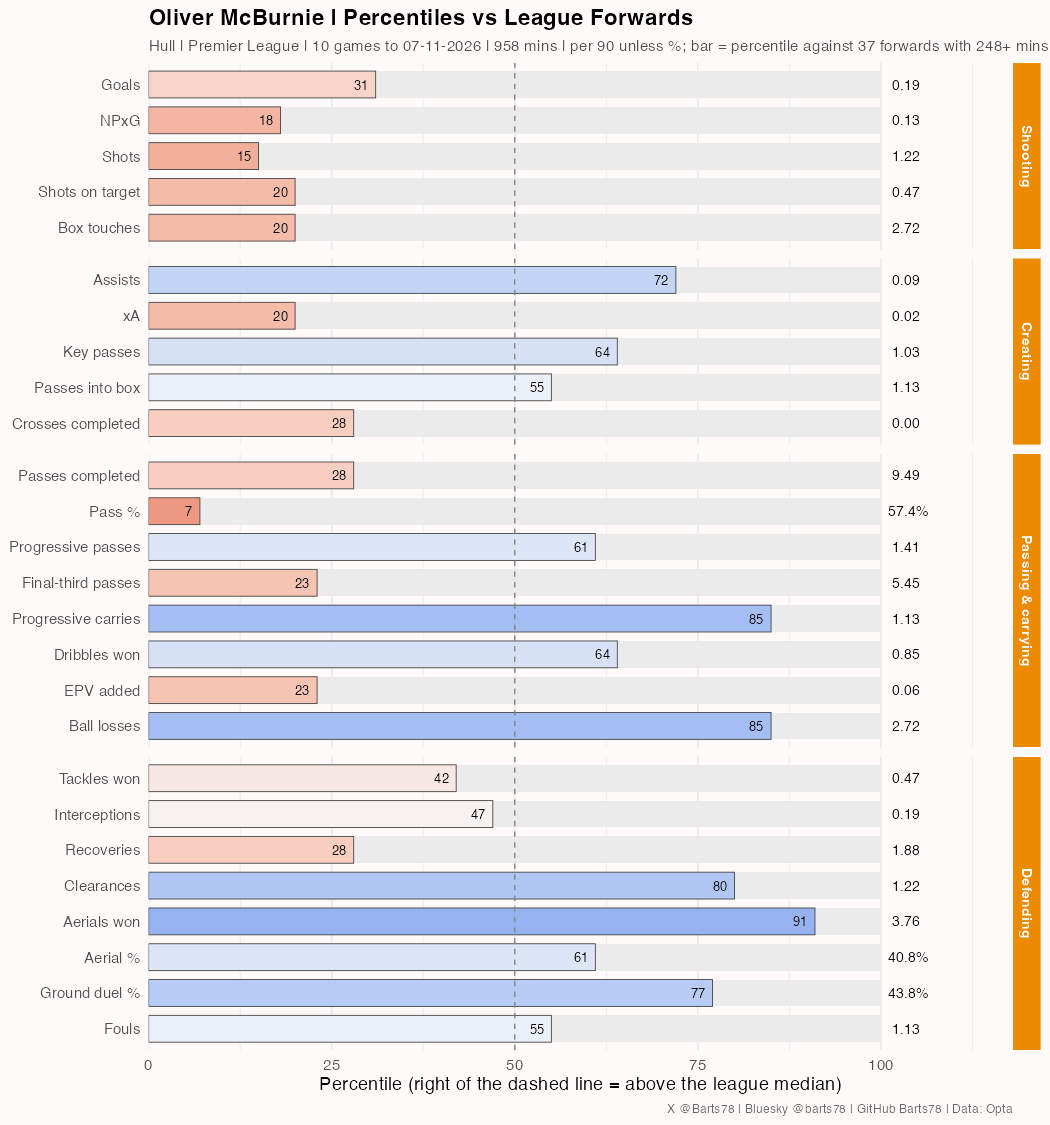 Oliver McBurnie | Percentiles vs League Forwards
Hull | Premier League | 10 games to 07-11-2026 | 958 mins | per 90 unless %; bar = percentile against 37 forwards with 248+ mins
Goals 31 0.19
NPxG 18 0.13
Shots 15 1.22
Shots on target 20 0.47
Box touches 20 2.72
Shooting
Assists 72 0.09
xA 20 0.02
Key passes 64 1.03
Passes into box 55 1.13
Crosses completed 28 0.00
Creating
Passes completed 28 9.49
Pass % 7 57.4%
Progressive passes 61 1.41
Final-third passes 23 5.45
Progressive carries 85 1.13
Dribbles won 64 0.85
EPV added 23 0.06
Ball losses 85 2.72
Passing & carrying
Tackles won 42 0.47
Interceptions 47 0.19
Recoveries 28 1.88
Clearances 80 1.22
Aerials won 91 3.76
Aerial % 61 40.8%
Ground duel % 77 43.8%
Fouls 55 1.13
Defending
0 25 50 75 100
Percentile (right of the dashed line = above the league median)
X @Barts78 | Bluesky @barts78 | GitHub Barts78 | Data: Opta